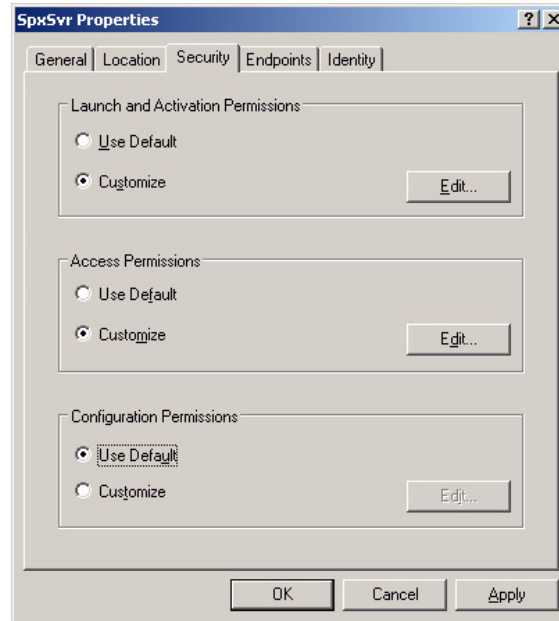 SpxSvr Properties
General Location Security Endpoints Identity
Launch and Activation Permissions
Use Default
Customize
Edit...
Access Permissions
Use Default
Customize
Edit...
Configuration Permissions
Use Default
Customize
Edit...
OK Cancel Apply